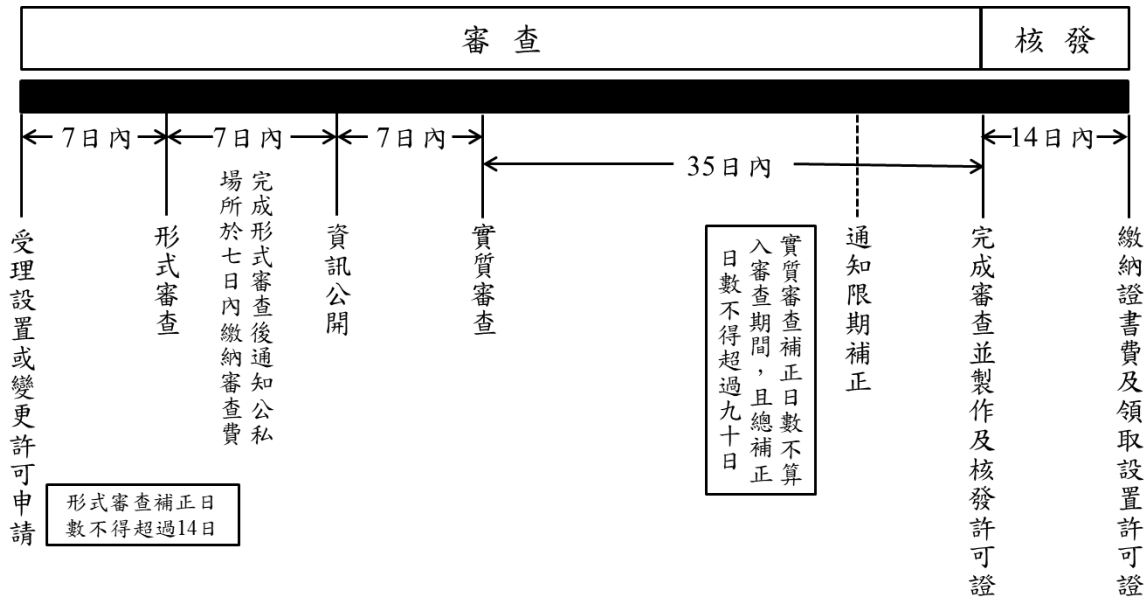 審查
核發
7日內
7日內
7日內
35日內
14日內
受理設置或變更許可申請
形式審查補正日
數不得超過14日
形式審查
完成形式審查後通知公私
場所於七日內繳納審查費
資訊公開
實質審查
實質審查補正日數不算
入審查期間，且總補正
日數不得超過九十日
通知限期補正
完成審查並製作及核發許可證
繳納證書費及領取設置許可證